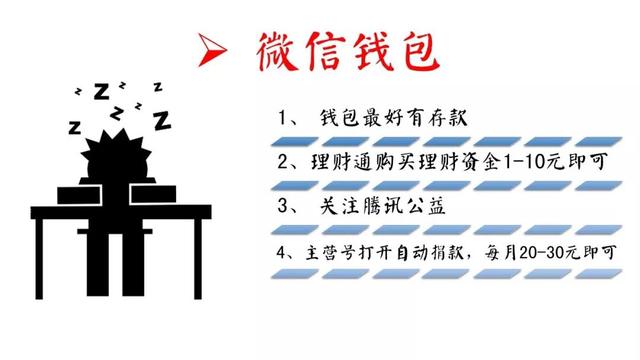 ➢ 微信钱包
z z z z z z
1、 钱包最好有存款
2、理财通购买理财资金1-10元即可
3、 关注腾讯公益
4、主营号打开自动捐款，每月20-30元即可